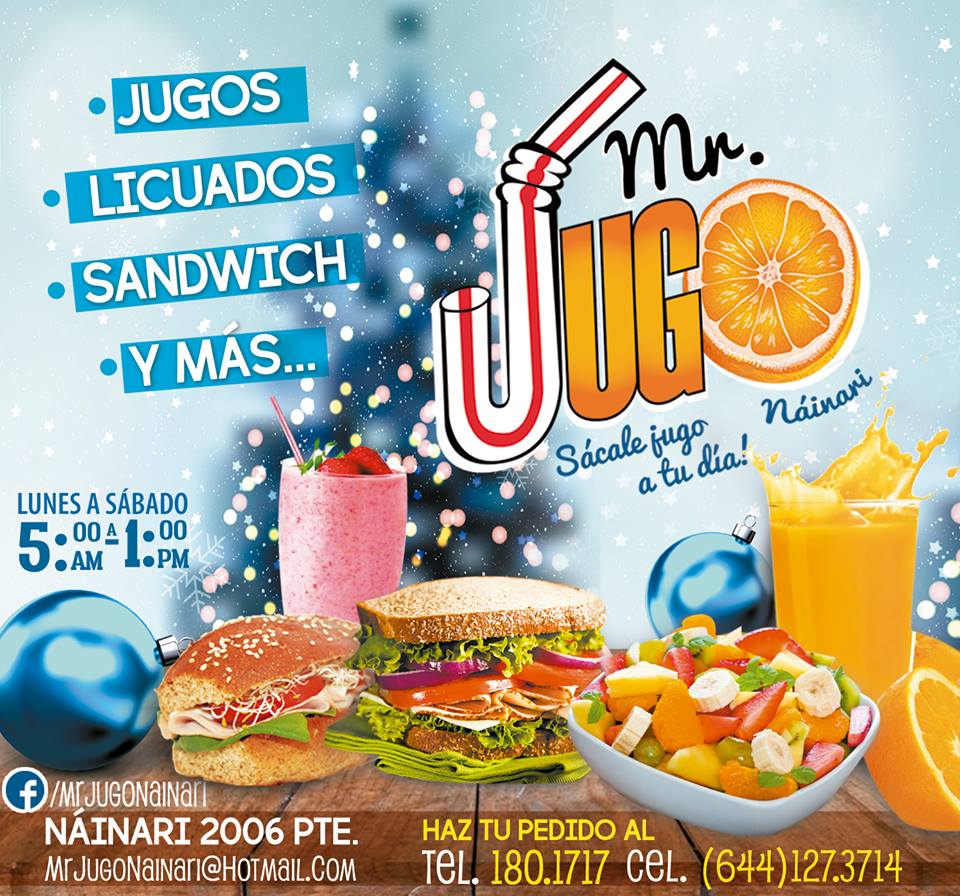 • JUGOS
• LICUADOS
• SANDWICH
• Y MÁS...
Mr.
JUGO
Náinari
Sácale jugo
a tu día!
LUNES A SÁBADO
5:00 AM A 1:00 PM
f /MrJugoNainari
NÁINARI 2006 PTE.
MrJugoNainari@Hotmail.Com
HAZ TU PEDIDO AL
Tel. 180.1717 Cel. (644)127.3714